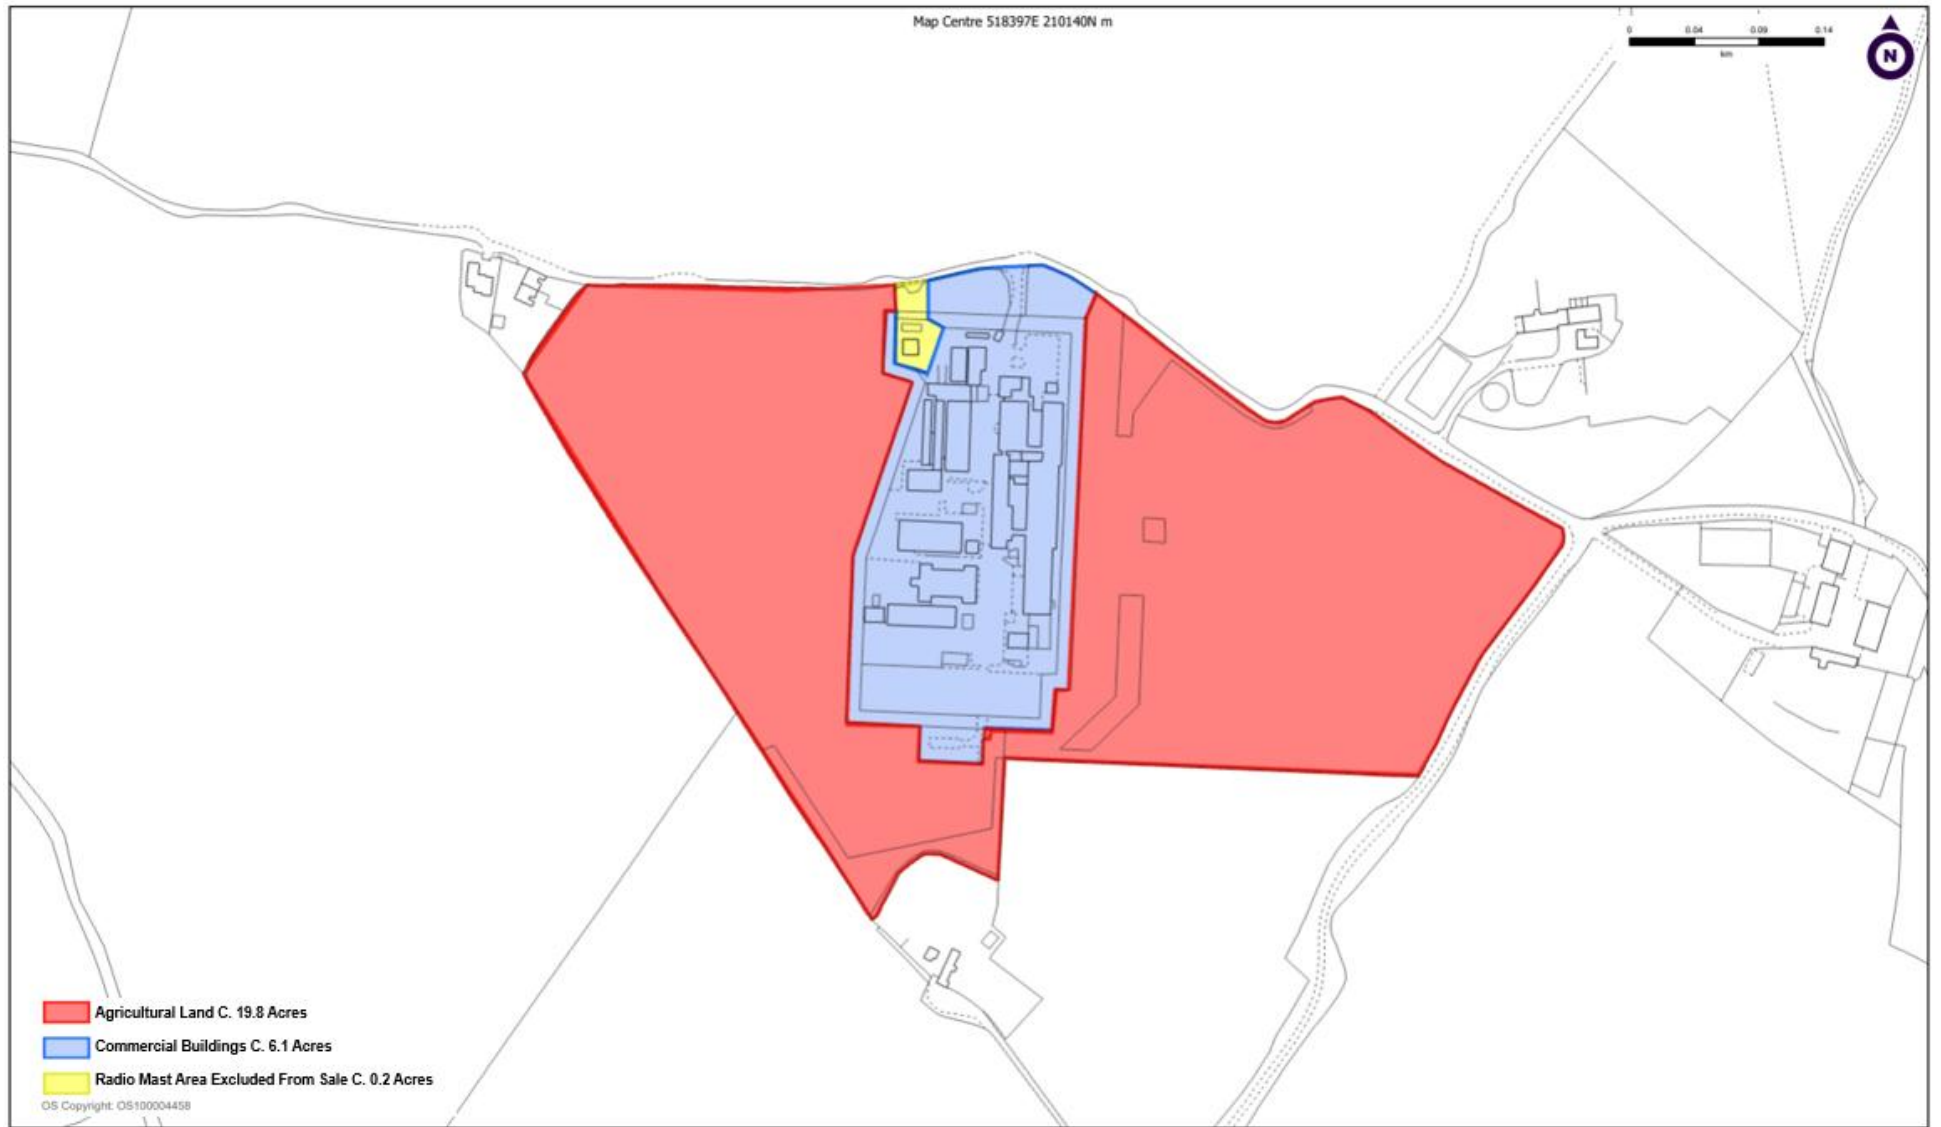 Map Centre 518397E 210140N m
0 0.04 0.09 0.14
km
N
Agricultural Land C. 19.8 Acres
Commercial Buildings C. 6.1 Acres
Radio Mast Area Excluded From Sale C. 0.2 Acres
OS Copyright: OS100004458